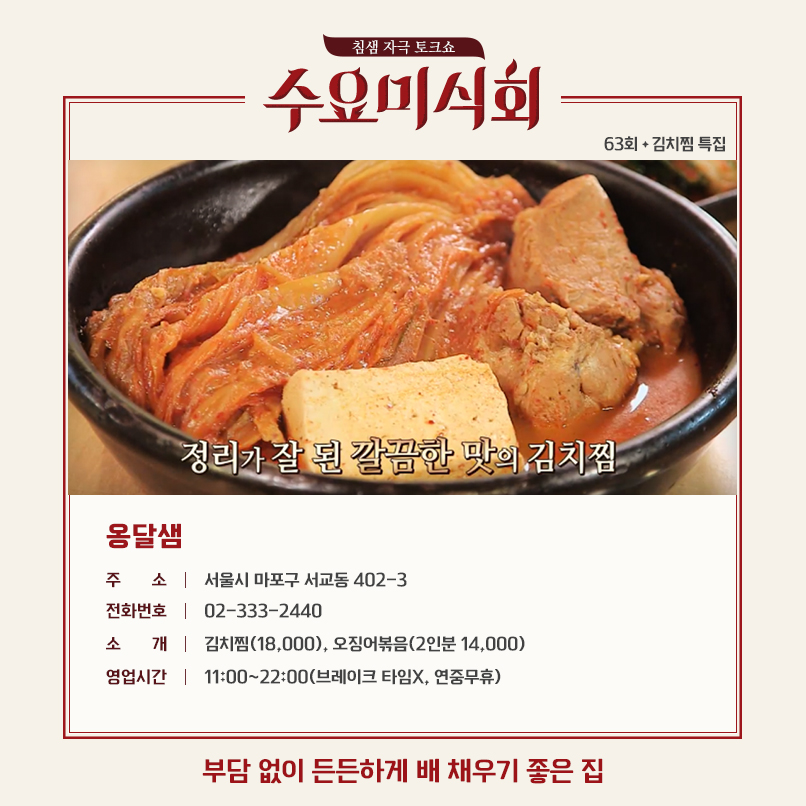 침샘 자극 토크쇼
수요미식회
63회 • 김치찜 특집
정리가 잘 된 깔끔한 맛의 김치찜
옹달샘
주 소 | 서울시 마포구 서교동 402-3
전화번호 | 02-333-2440
소 개 | 김치찜(18,000), 오징어볶음(2인분 14,000)
영업시간 | 11:00~22:00(브레이크 타임X, 연중무휴)
부담 없이 든든하게 배 채우기 좋은 집